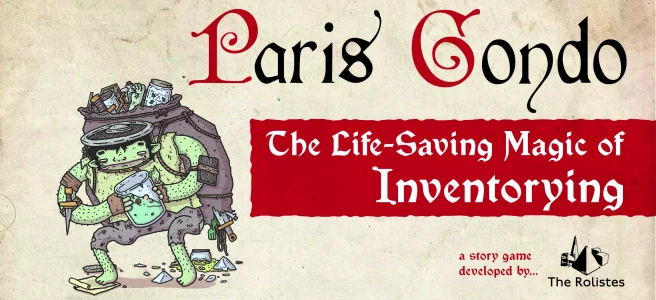 Paris Gondo
The Life-Saving Magic of
Inventorying
a story game
developed by...
The Rolistes